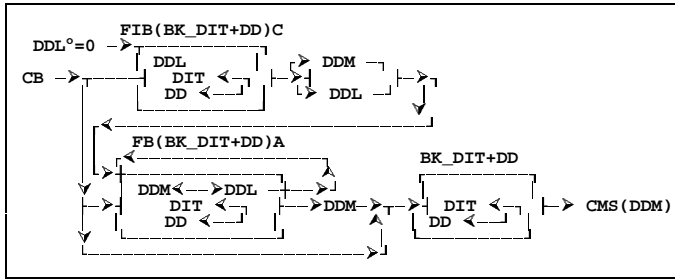 FIB(BK_DIT+DD)C
DDLº=0
DDL
DDM
CB
DIT
DD
DDL
FB(BK_DIT+DD)A
BK_DIT+DD
DDM DDL
DIT
DDM
DIT
CMS(DDM)
DD
DD